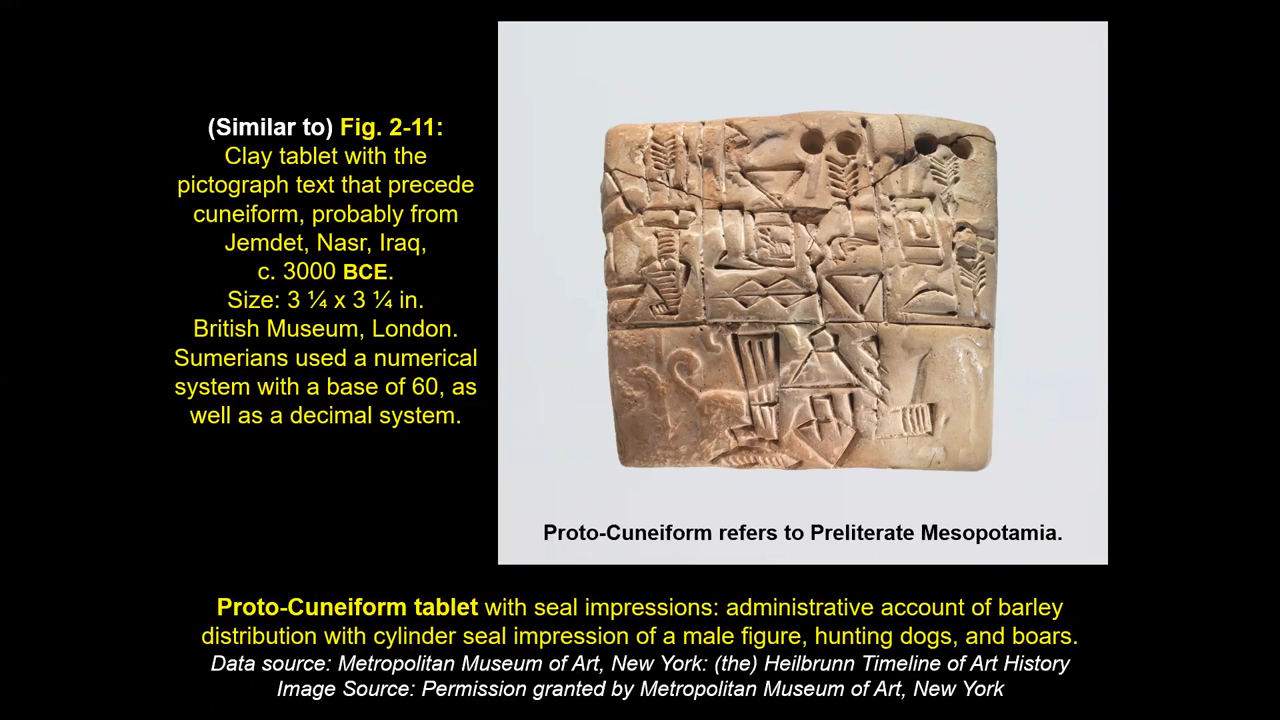 (Similar to) Fig. 2-11:
Clay tablet with the
pictograph text that precede
cuneiform, probably from
Jemdet, Nasr, Iraq,
c. 3000 BCE.
Size: 3 ¼ x 3 ¼ in.
British Museum, London.
Sumerians used a numerical
system with a base of 60, as
well as a decimal system.
Proto-Cuneiform refers to Preliterate Mesopotamia.
Proto-Cuneiform tablet with seal impressions: administrative account of barley
distribution with cylinder seal impression of a male figure, hunting dogs, and boars.
Data source: Metropolitan Museum of Art, New York: (the) Heilbrunn Timeline of Art History
Image Source: Permission granted by Metropolitan Museum of Art, New York